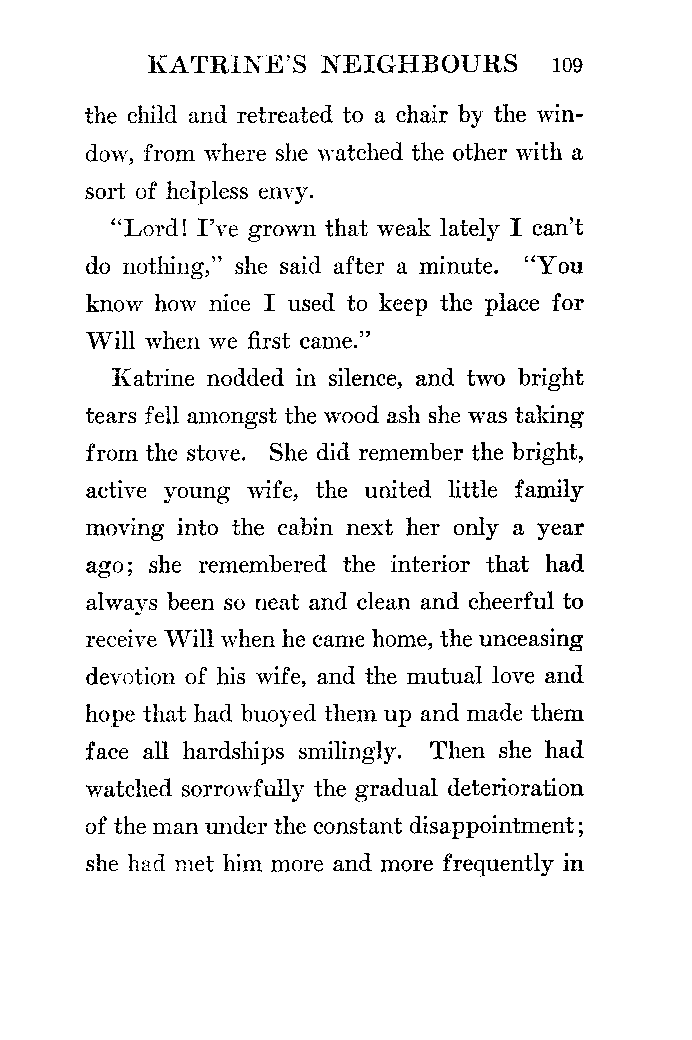 KATRINE'S NEIGHBOURS 109
the child and retreated to a chair by the win-
dow, from where she watched the other with a
sort of helpless envy.
"Lord! I've grown that weak lately I can't
do nothing," she said after a minute. "You
know how nice I used to keep the place for
Will when we first came."
Katrine nodded in silence, and two bright
tears fell amongst the wood ash she was taking
from the stove. She did remember the bright,
active young wife, the united little family
moving into the cabin next her only a year
ago; she remembered the interior that had
always been so neat and clean and cheerful to
receive Will when he came home, the unceasing
devotion of his wife, and the mutual love and
hope that had buoyed them up and made them
face all hardships smilingly. Then she had
watched sorrowfully the gradual deterioration
of the man under the constant disappointment;
she had met him more and more frequently in